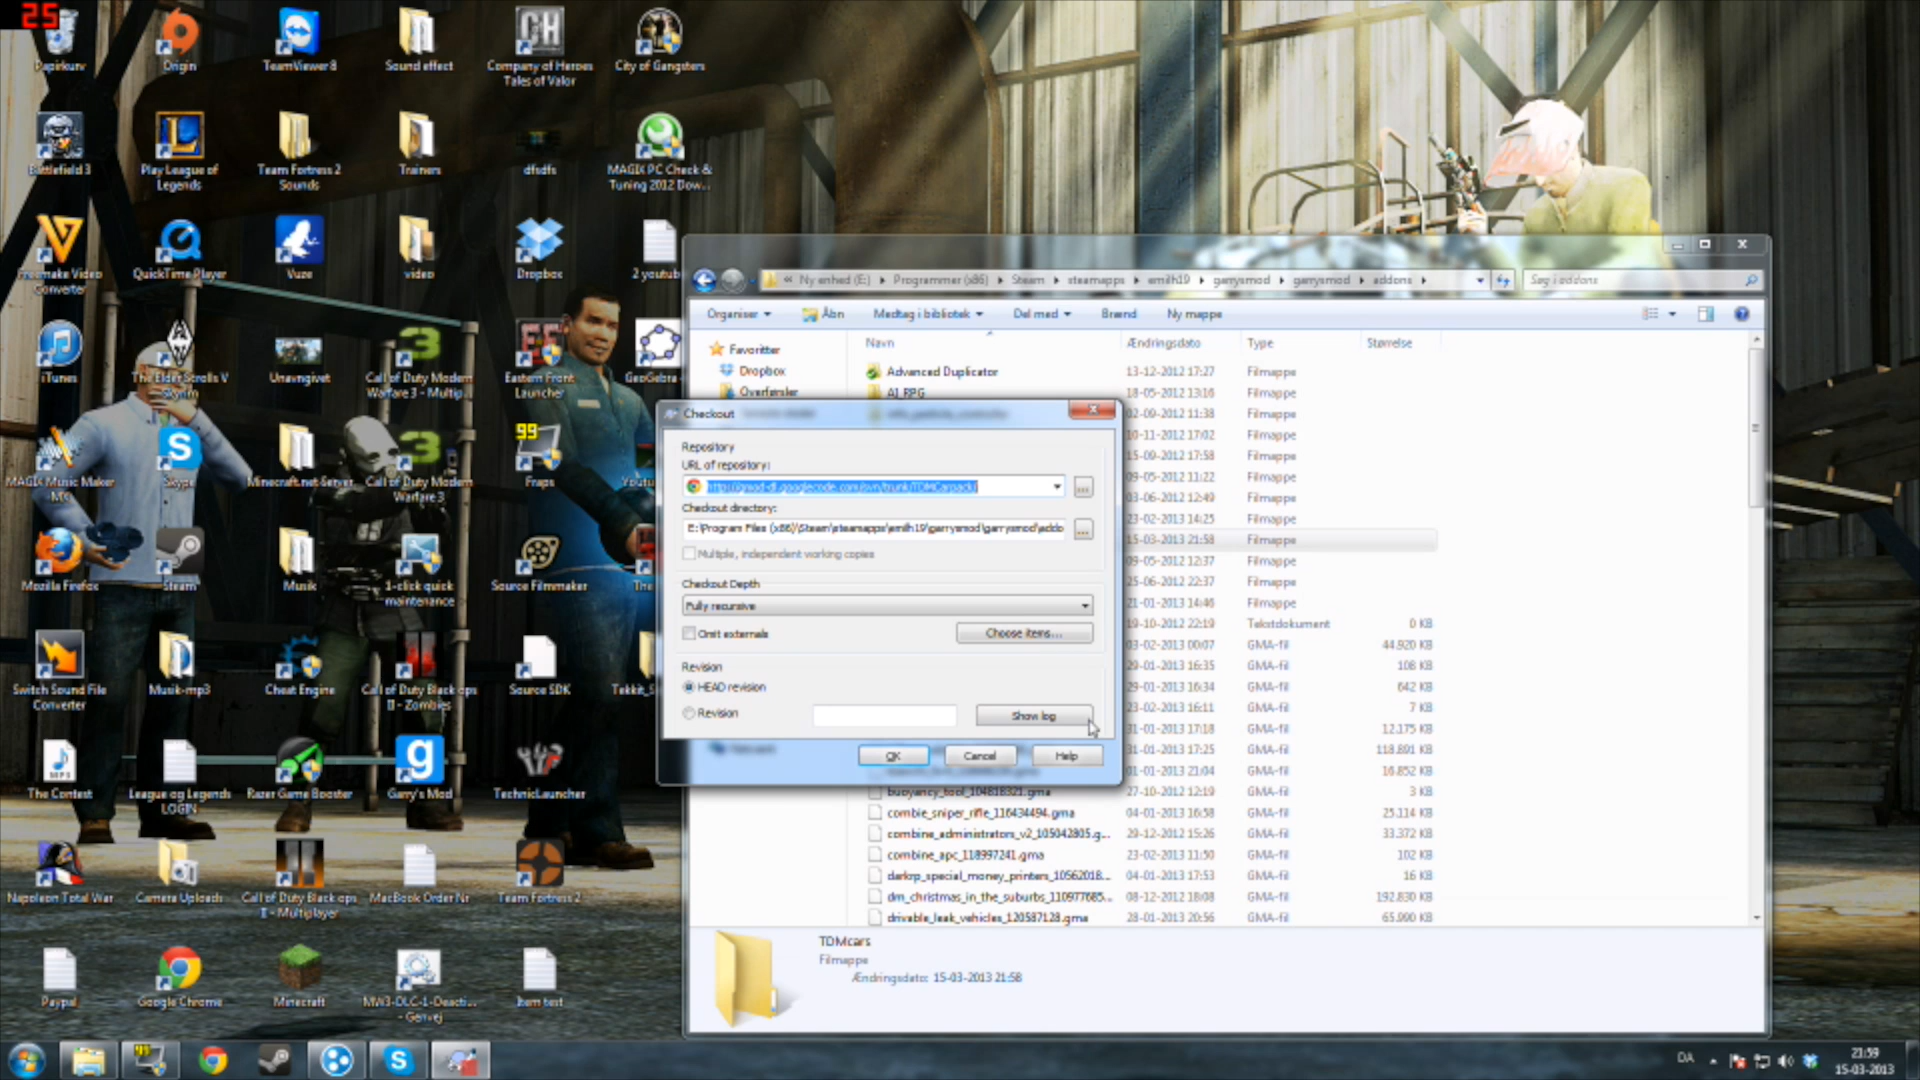 25
Papirkurv
Origin
TeamViewer 8
Sound effect
Company of Heroes
Tales of Valor
City of Gangsters
Battlefield 3
Play League of
Legends
Team Fortress 2
Sounds
Trainers
dfsdfs
MAGIX PC Check &
Tuning 2012 Dow...
Freemake Video
Converter
QuickTime Player
Vuze
video
Dropbox
2 youtub
iTunes
The Elder Scrolls V
Skyrim
Unavngivet
Call of Duty Modern
Warfare 3 - Multip...
Eastern Front
Launcher
GeoGebra
MAGIX Music Maker
MX
Skype
Minecraft.net-Server
Call of Duty Modern
Warfare 3
99
Fraps
Youtu
Mozilla Firefox
Steam
Musik
1-click quick
maintenance
Source Filmmaker
The
Switch Sound File
Converter
Musik-mp3
Cheat Engine
Call of Duty Black ops
II - Zombies
Source SDK
Tekkit_S
The Contest
League og Legends
LOGIN
Razer Game Booster
Garry's Mod
TechnicLauncher
Napoleon Total War
Camera Uploads
Call of Duty Black ops
II - Multiplayer
MacBook Order Nr
Team Fortress 2
Paypal
Google Chrome
Minecraft
MW3-DLC-1-Deacti...
- Genvej
Item test
« Ny enhed (E:) Programmer (x86) Steam steamapps emilh19 garrysmod garrysmod addons
Søg i addons
Organiser
Åbn
Medtag i bibliotek
Del med
Brænd
Ny mappe
Favoritter
Dropbox
Overførsler
Navn
Ændringsdato
Type
Størrelse
Advanced Duplicator 13-12-2012 17:27 Filmappe
AI RPG 18-05-2012 13:16 Filmappe
02-09-2012 11:38 Filmappe
10-11-2012 17:02 Filmappe
15-09-2012 17:58 Filmappe
09-05-2012 11:22 Filmappe
03-06-2012 12:49 Filmappe
23-02-2013 14:25 Filmappe
15-03-2013 21:58 Filmappe
09-05-2012 12:37 Filmappe
25-06-2012 22:37 Filmappe
21-01-2013 14:46 Filmappe
19-10-2012 22:19 Tekstdokument 0 KB
03-02-2013 00:07 GMA-fil 44.920 KB
29-01-2013 16:35 GMA-fil 108 KB
29-01-2013 16:34 GMA-fil 642 KB
23-02-2013 16:11 GMA-fil 7 KB
31-01-2013 17:18 GMA-fil 12.175 KB
31-01-2013 17:25 GMA-fil 118.891 KB
01-01-2013 21:04 GMA-fil 16.852 KB
buoyancy_tool_104818321.gma 27-10-2012 12:19 GMA-fil 3 KB
combie_sniper_rifle_116434494.gma 04-01-2013 16:58 GMA-fil 25.114 KB
combine_administrators_v2_105042805.g... 29-12-2012 15:26 GMA-fil 33.372 KB
combine_apc_118997241.gma 23-02-2013 11:50 GMA-fil 102 KB
darkrp_special_money_printers_10562018... 04-01-2013 17:53 GMA-fil 16 KB
dm_christmas_in_the_suburbs_110977685... 08-12-2012 18:08 GMA-fil 192.830 KB
drivable_leak_vehicles_120587128.gma 28-01-2013 20:56 GMA-fil 65.990 KB
TDMcars
Filmappe
Ændringsdato: 15-03-2013 21:58
Checkout
Repository
URL of repository:
http://gmod-dl.googlecode.com/svn/trunk/TDMCarpack/
Checkout directory:
E:\Program Files (x86)\Steam\steamapps\emilh19\garrysmod\garrysmod\addo
Multiple, independent working copies
Checkout Depth
Fully recursive
Omit externals
Choose items...
Revision
HEAD revision
Revision
Show log
OK
Cancel
Help
DA
21:59
15-03-2013